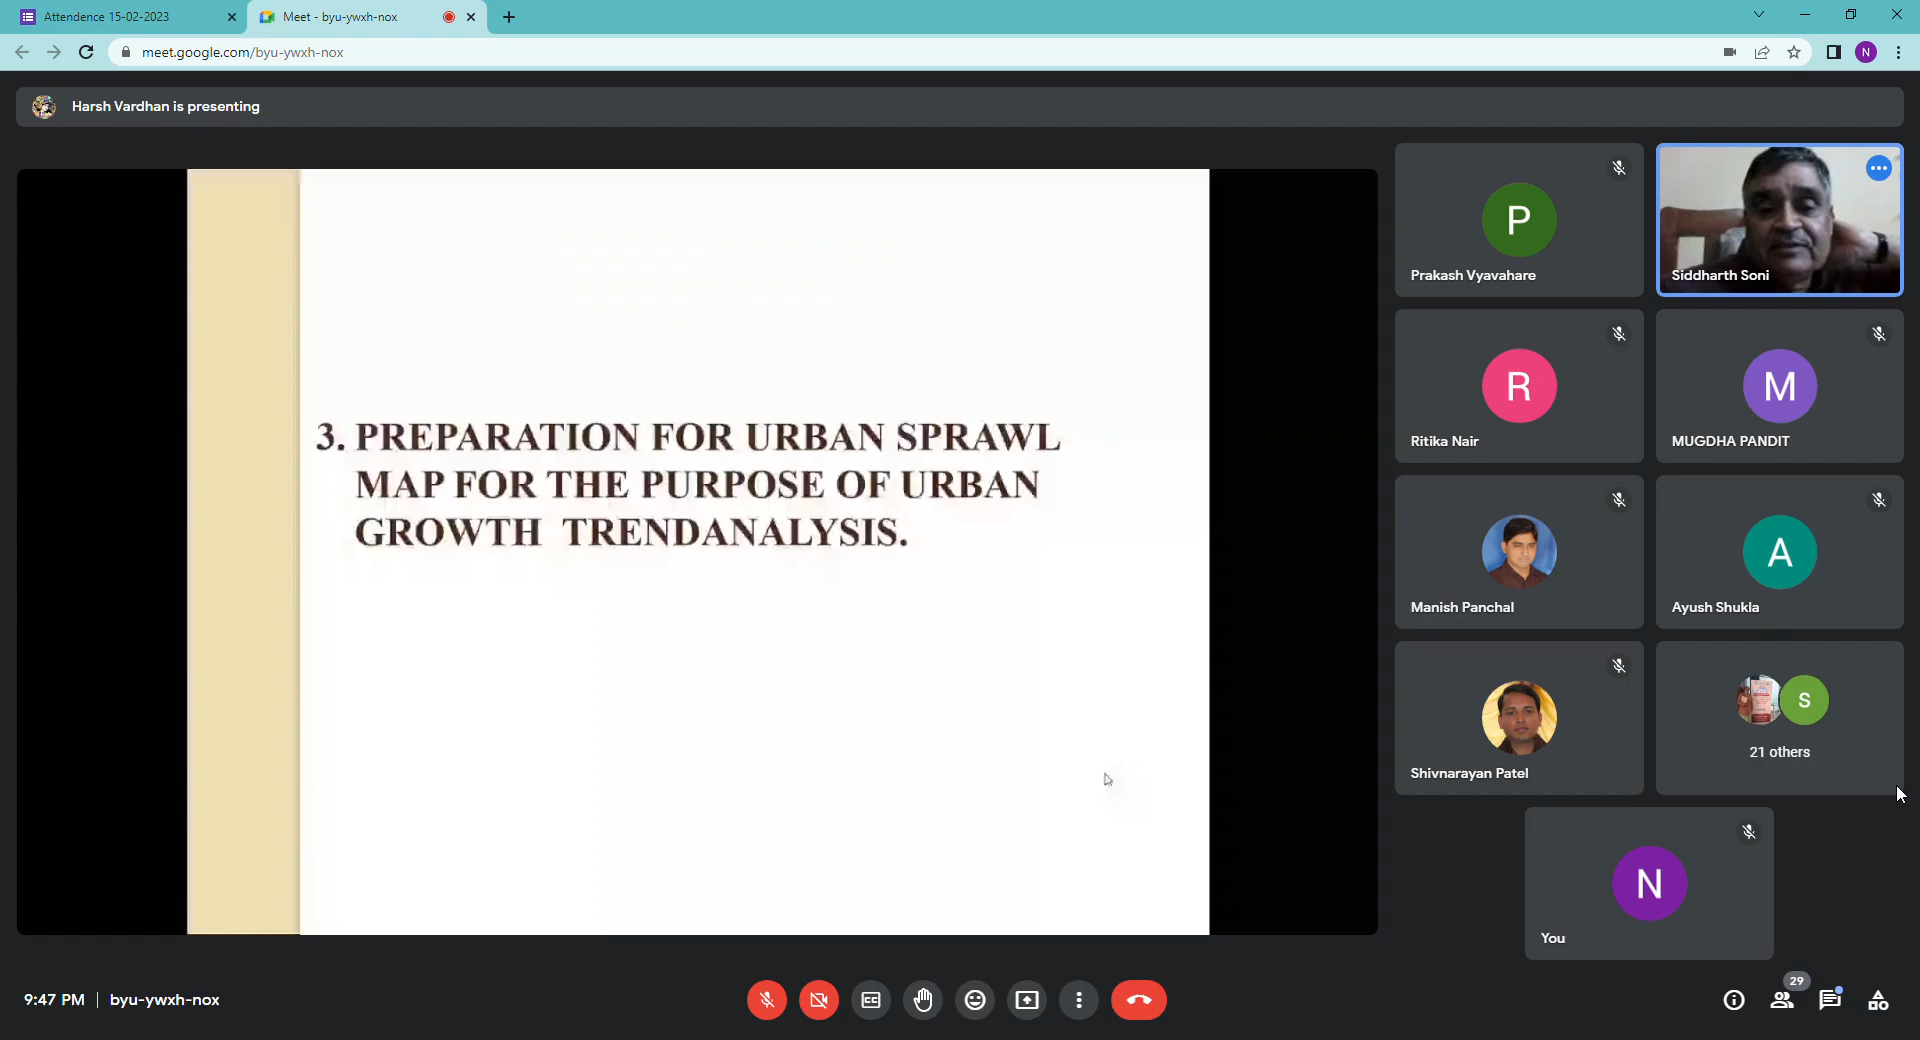 Attendence 15-02-2023
Meet - byu-ywxh-nox
meet.google.com/byu-ywxh-nox
N
Harsh Vardhan is presenting
3. PREPARATION FOR URBAN SPRAWL
MAP FOR THE PURPOSE OF URBAN
GROWTH TRENDANALYSIS.
P
Prakash Vyavahare
Siddharth Soni
R
Ritika Nair
M
MUGDHA PANDIT
Manish Panchal
A
Ayush Shukla
Shivnarayan Patel
S
21 others
N
You
9:47 PM | byu-ywxh-nox
CC
29